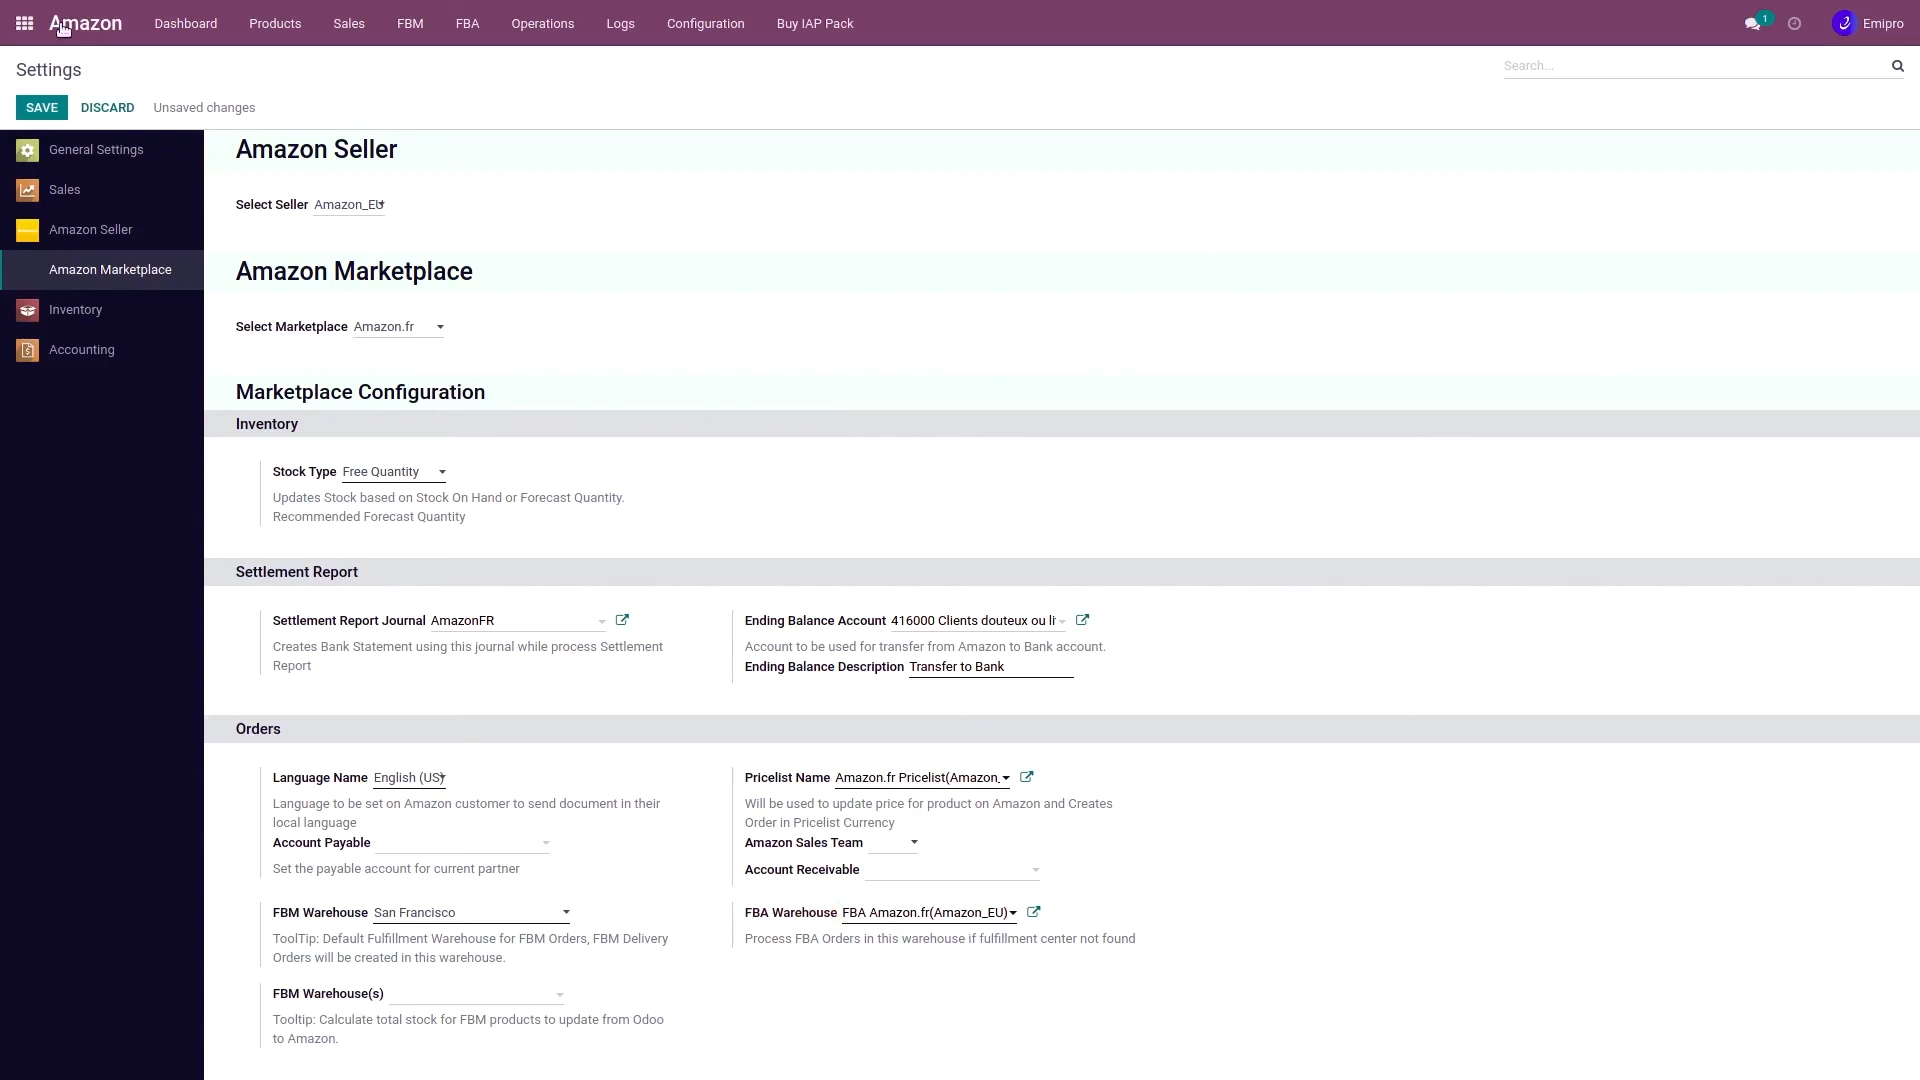 Amazon Dashboard Products Sales FBM FBA Operations Logs Configuration Buy IAP Pack 1 Emipro
Settings Search...
SAVE DISCARD Unsaved changes
General Settings
Sales
Amazon Seller
Amazon Marketplace
Inventory
Accounting
Amazon Seller
Select Seller Amazon_EU
Amazon Marketplace
Select Marketplace Amazon.fr
Marketplace Configuration
Inventory
Stock Type Free Quantity
Updates Stock based on Stock On Hand or Forecast Quantity.
Recommended Forecast Quantity
Settlement Report
Settlement Report Journal AmazonFR
Creates Bank Statement using this journal while process Settlement
Report
Ending Balance Account 416000 Clients douteux ou li
Account to be used for transfer from Amazon to Bank account.
Ending Balance Description Transfer to Bank
Orders
Language Name English (US)
Language to be set on Amazon customer to send document in their
local language
Account Payable
Set the payable account for current partner
Pricelist Name Amazon.fr Pricelist(Amazon_
Will be used to update price for product on Amazon and Creates
Order in Pricelist Currency
Amazon Sales Team
Account Receivable
FBM Warehouse San Francisco
ToolTip: Default Fulfillment Warehouse for FBM Orders, FBM Delivery
Orders will be created in this warehouse.
FBA Warehouse FBA Amazon.fr(Amazon_EU)
Process FBA Orders in this warehouse if fulfillment center not found
FBM Warehouse(s)
Tooltip: Calculate total stock for FBM products to update from Odoo
to Amazon.